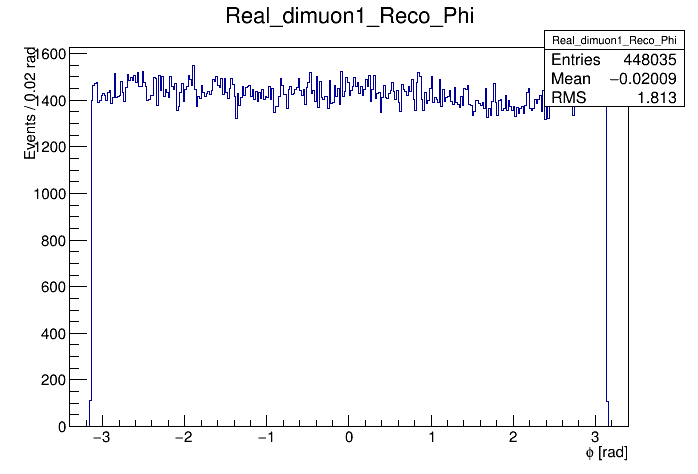 Real_dimuon1_Reco_Phi
Real_dimuon1_Reco_Phi
Entries 448035
Mean −0.02009
RMS 1.813
Events / 0.02 rad
1600
1400
1200
1000
800
600
400
200
0
−3 −2 −1 0 1 2 3
ϕ [rad]